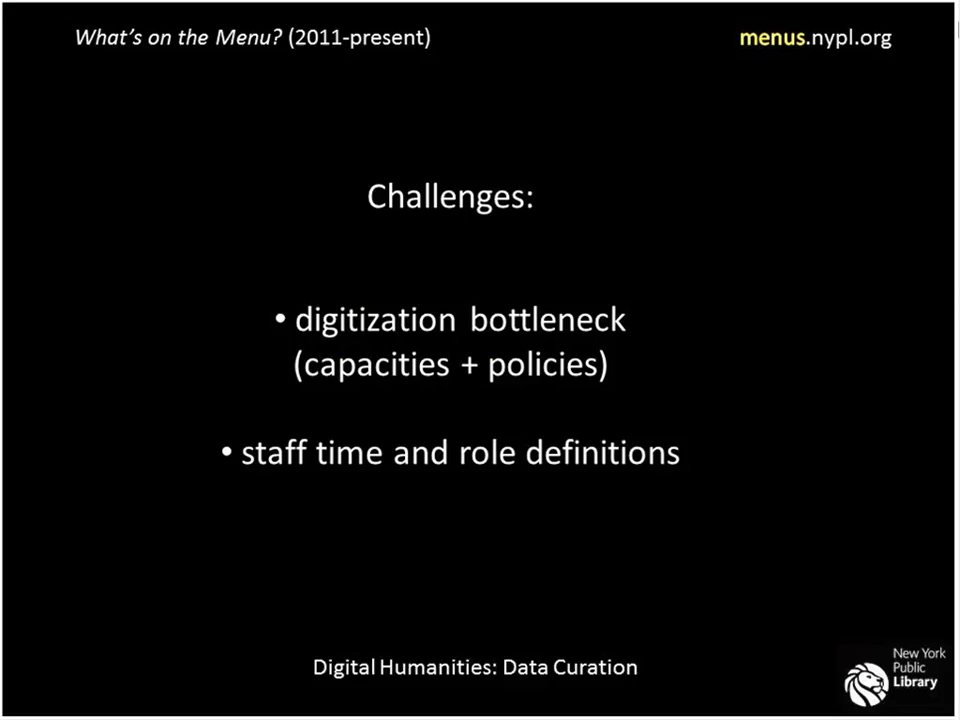 What's on the Menu? (2011-present)
menus.nypl.org
Challenges:
• digitization bottleneck
(capacities + policies)
• staff time and role definitions
Digital Humanities: Data Curation
New York
Public
Library